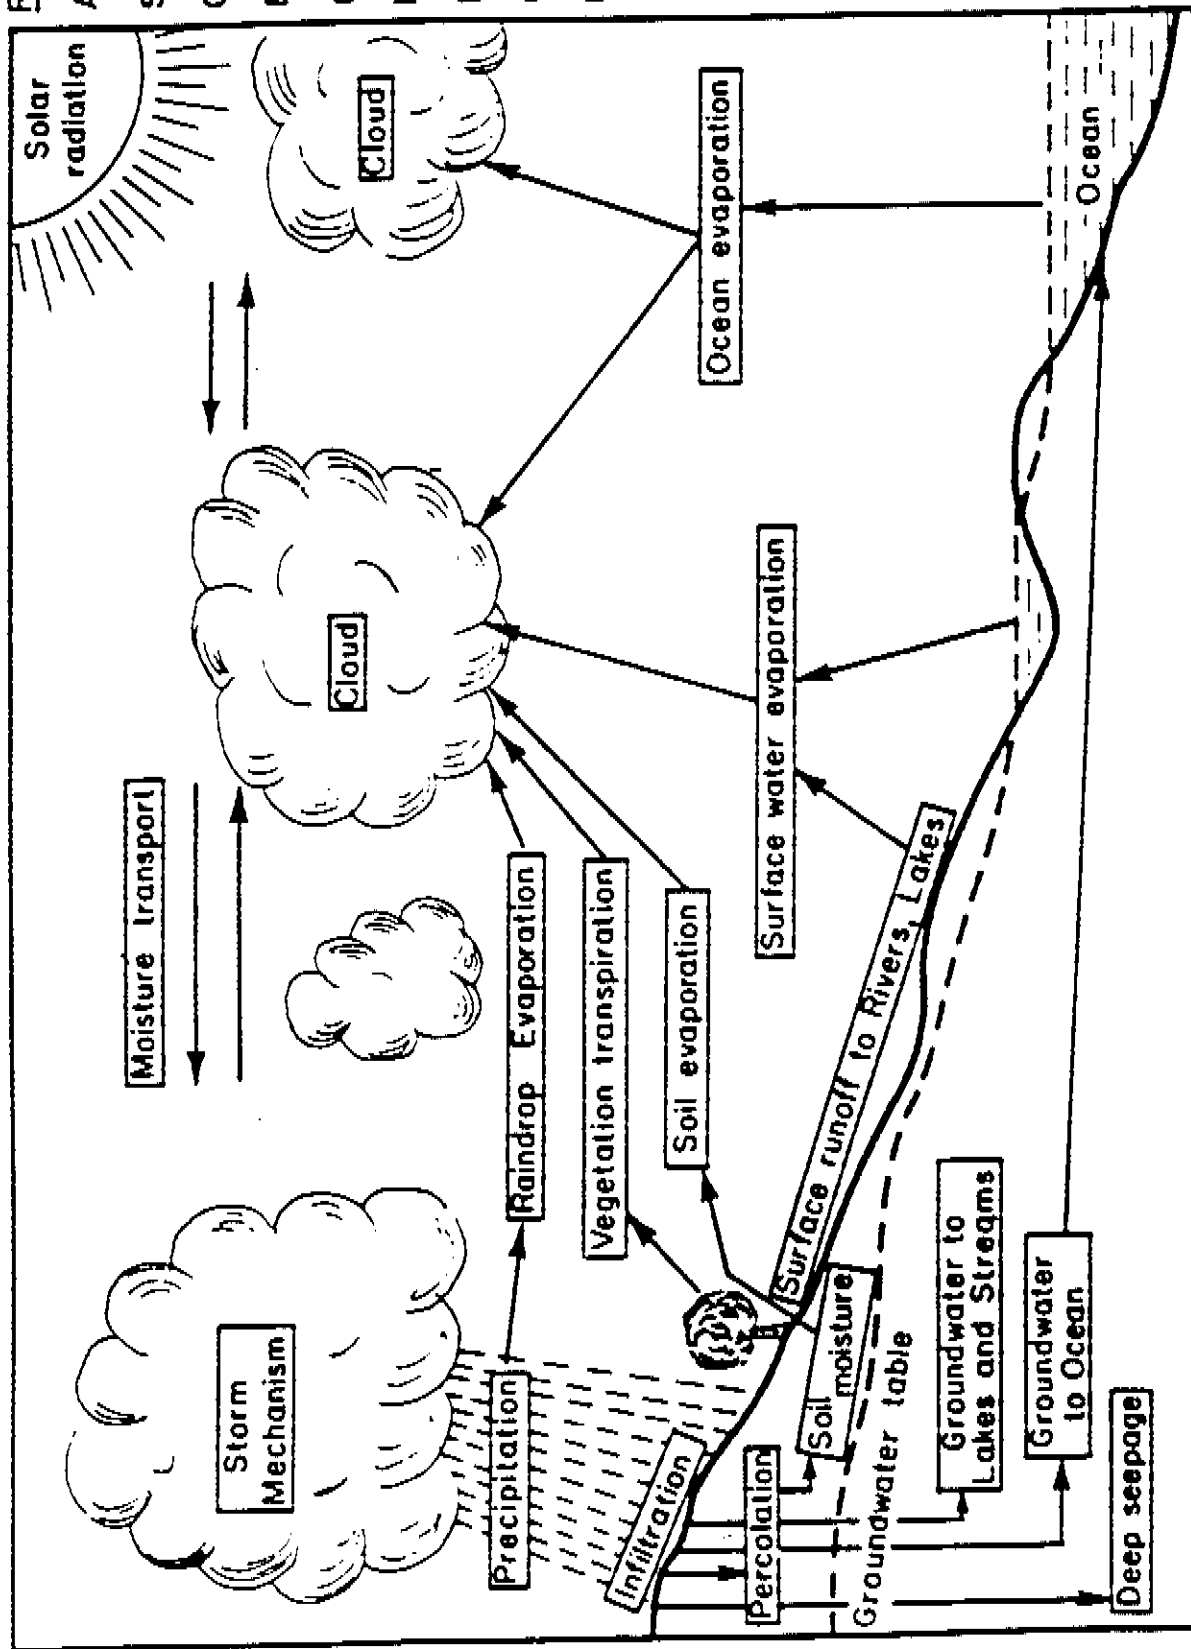 Solar
radiation
Cloud
Moisture transport
Cloud
Storm
Mechanism
Precipitation
Raindrop Evaporation
Vegetation transpiration
Soil evaporation
Ocean evaporation
Surface water evaporation
Infiltration
Surface runoff to Rivers, Lakes
Percolation
Soil
moisture
Groundwater table
Groundwater to
Lakes and Streams
Groundwater
to Ocean
Deep seepage
Ocean